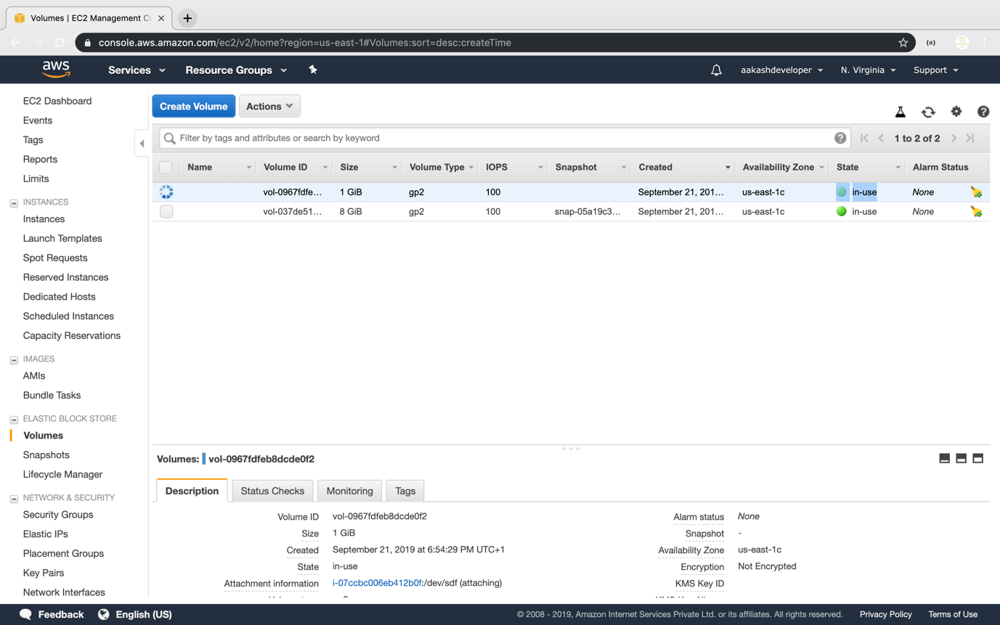 Volumes | EC2 Management Co
console.aws.amazon.com/ec2/v2/home?region=us-east-1#Volumes:sort=desc:createTime
aws Services Resource Groups aakashdeveloper N. Virginia Support
EC2 Dashboard
Events
Tags
Reports
Limits
INSTANCES
Instances
Launch Templates
Spot Requests
Reserved Instances
Dedicated Hosts
Scheduled Instances
Capacity Reservations
IMAGES
AMIs
Bundle Tasks
ELASTIC BLOCK STORE
Volumes
Snapshots
Lifecycle Manager
NETWORK & SECURITY
Security Groups
Elastic IPs
Placement Groups
Key Pairs
Network Interfaces
Create Volume Actions
Filter by tags and attributes or search by keyword 1 to 2 of 2
Name Volume ID Size Volume Type IOPS Snapshot Created Availability Zone State Alarm Status
vol-0967fdfe... 1 GiB gp2 100 September 21, 201... us-east-1c in-use None
vol-037de51... 8 GiB gp2 100 snap-05a19c3... September 21, 201... us-east-1c in-use None
Volumes: vol-0967fdfeb8dcde0f2
Description Status Checks Monitoring Tags
Volume ID vol-0967fdfeb8dcde0f2 Alarm status None
Size 1 GiB Snapshot -
Created September 21, 2019 at 6:54:29 PM UTC+1 Availability Zone us-east-1c
State in-use Encryption Not Encrypted
Attachment information i-07ccbc006eb412b0f:/dev/sdf (attaching) KMS Key ID
Feedback English (US) © 2008 - 2019, Amazon Internet Services Private Ltd. or its affiliates. All rights reserved. Privacy Policy Terms of Use